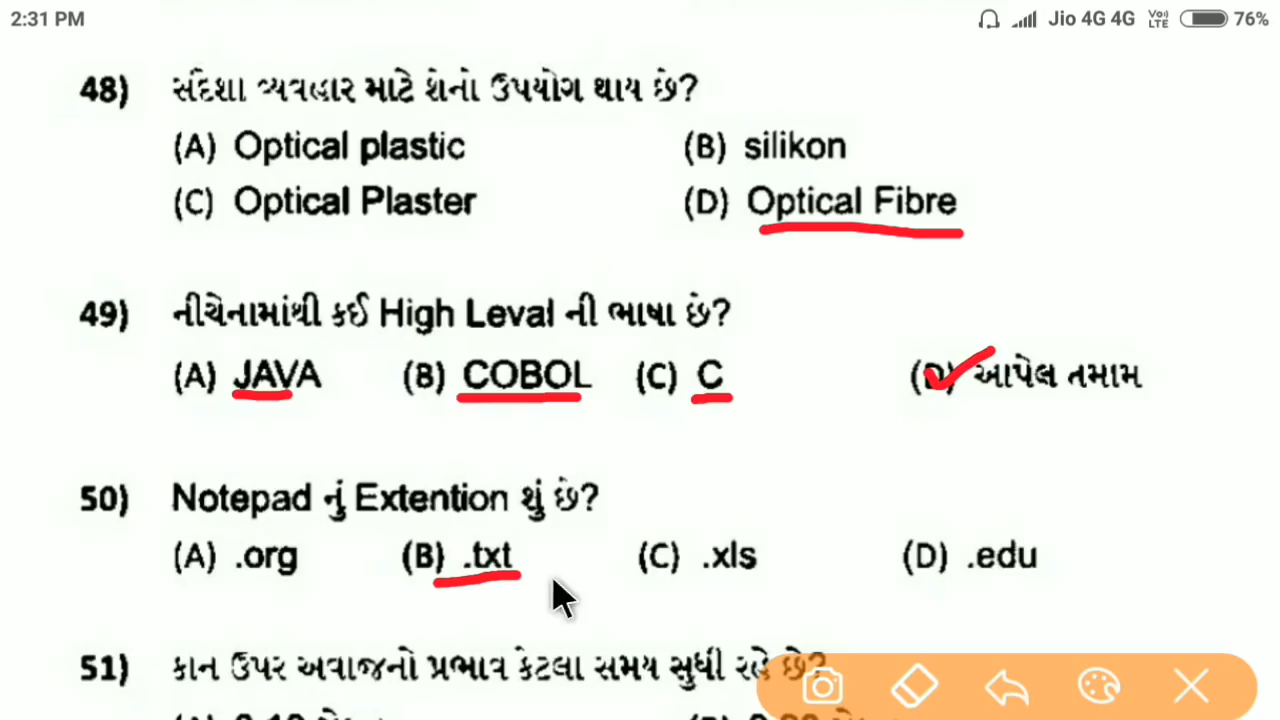 2:31 PM Jio 4G 4G Vo) LTE 76%
48) સંદેશા વ્યવહાર માટે શેનો ઉપયોગ થાય છે?
(A) Optical plastic (B) silikon
(C) Optical Plaster (D) Optical Fibre
49) નીચેનામાંથી કઈ High Leval ની ભાષા છે?
(A) JAVA (B) COBOL (C) C (D) આપેલ તમામ
50) Notepad નું Extention શું છે?
(A) .org (B) .txt (C) .xls (D) .edu
51) કાન ઉપર અવાજનો પ્રભાવ કેટલા સમય સુધી રહે છે?